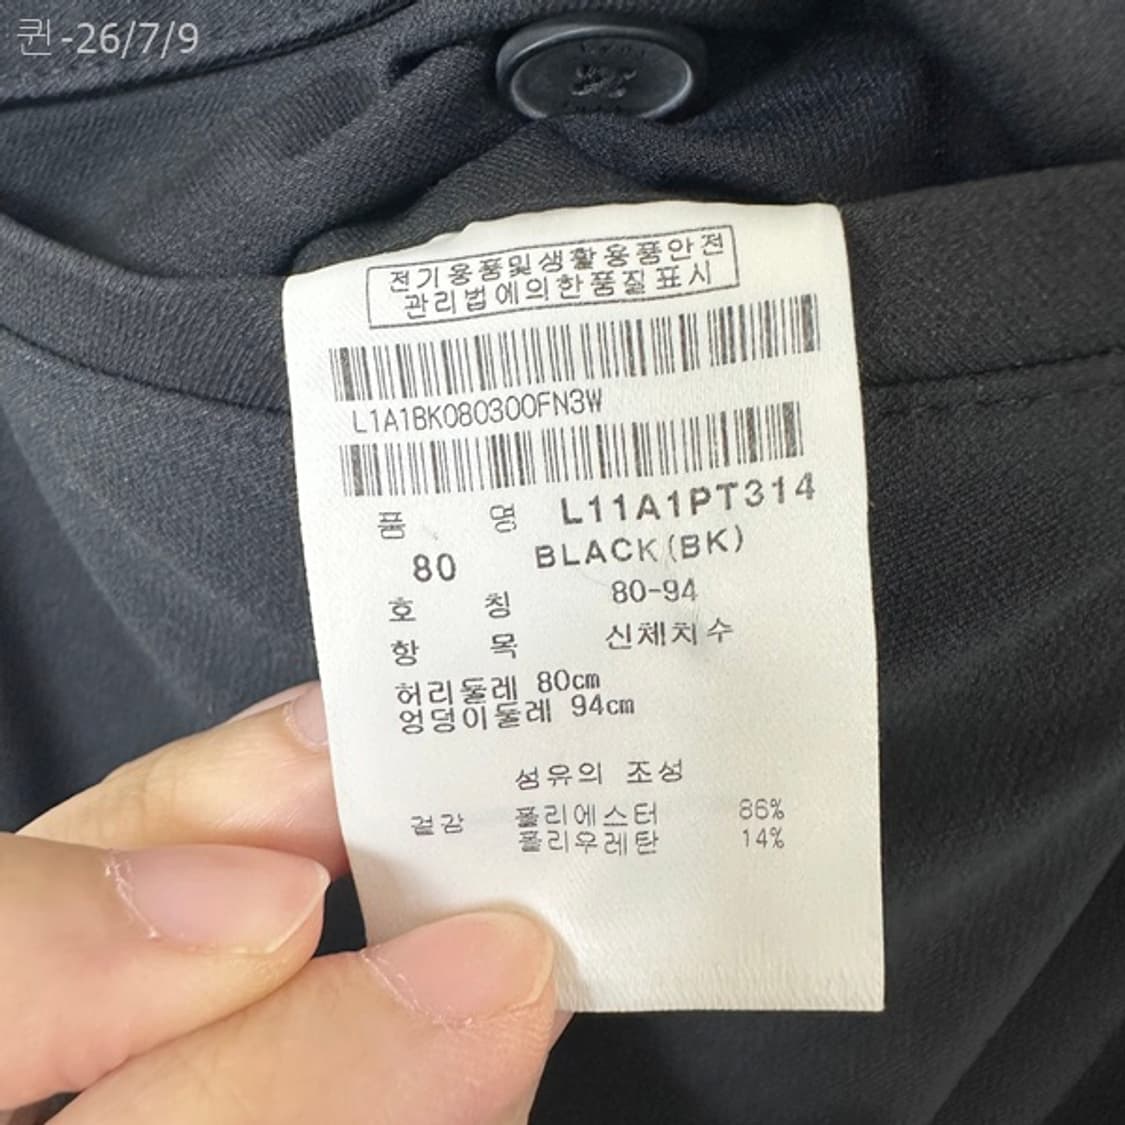 퀸-26/7/9
전기용품및생활용품안전
관리법에의한품질표시
L1A1BK080300FN3W
품 명 L11A1PT314
80 BLACK(BK)
호 칭 80-94
항 목 신체치수
허리둘레 80cm
엉덩이둘레 94cm
섬유의 조성
겉감 폴리에스터 86%
폴리우레탄 14%